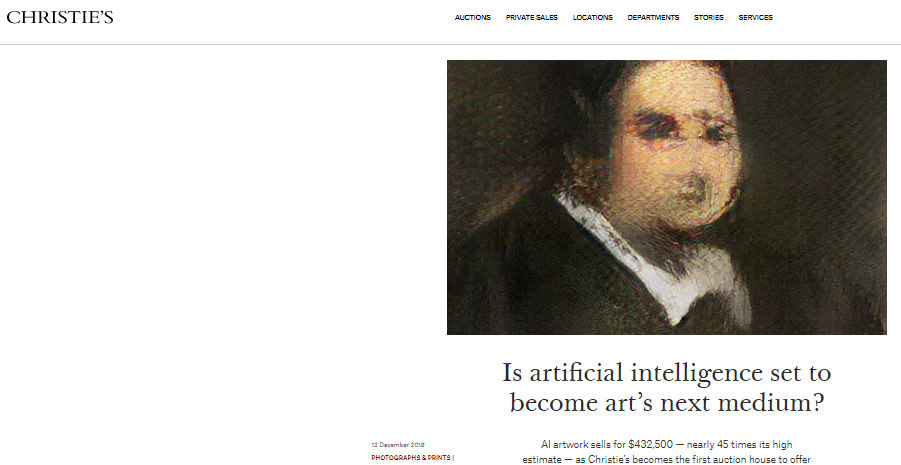 CHRISTIE'S
AUCTIONS PRIVATE SALES LOCATIONS DEPARTMENTS STORIES SERVICES
Is artificial intelligence set to
become art's next medium?
12 December 2018
PHOTOGRAPHS & PRINTS |
AI artwork sells for $432,500 — nearly 45 times its high
estimate — as Christie's becomes the first auction house to offer